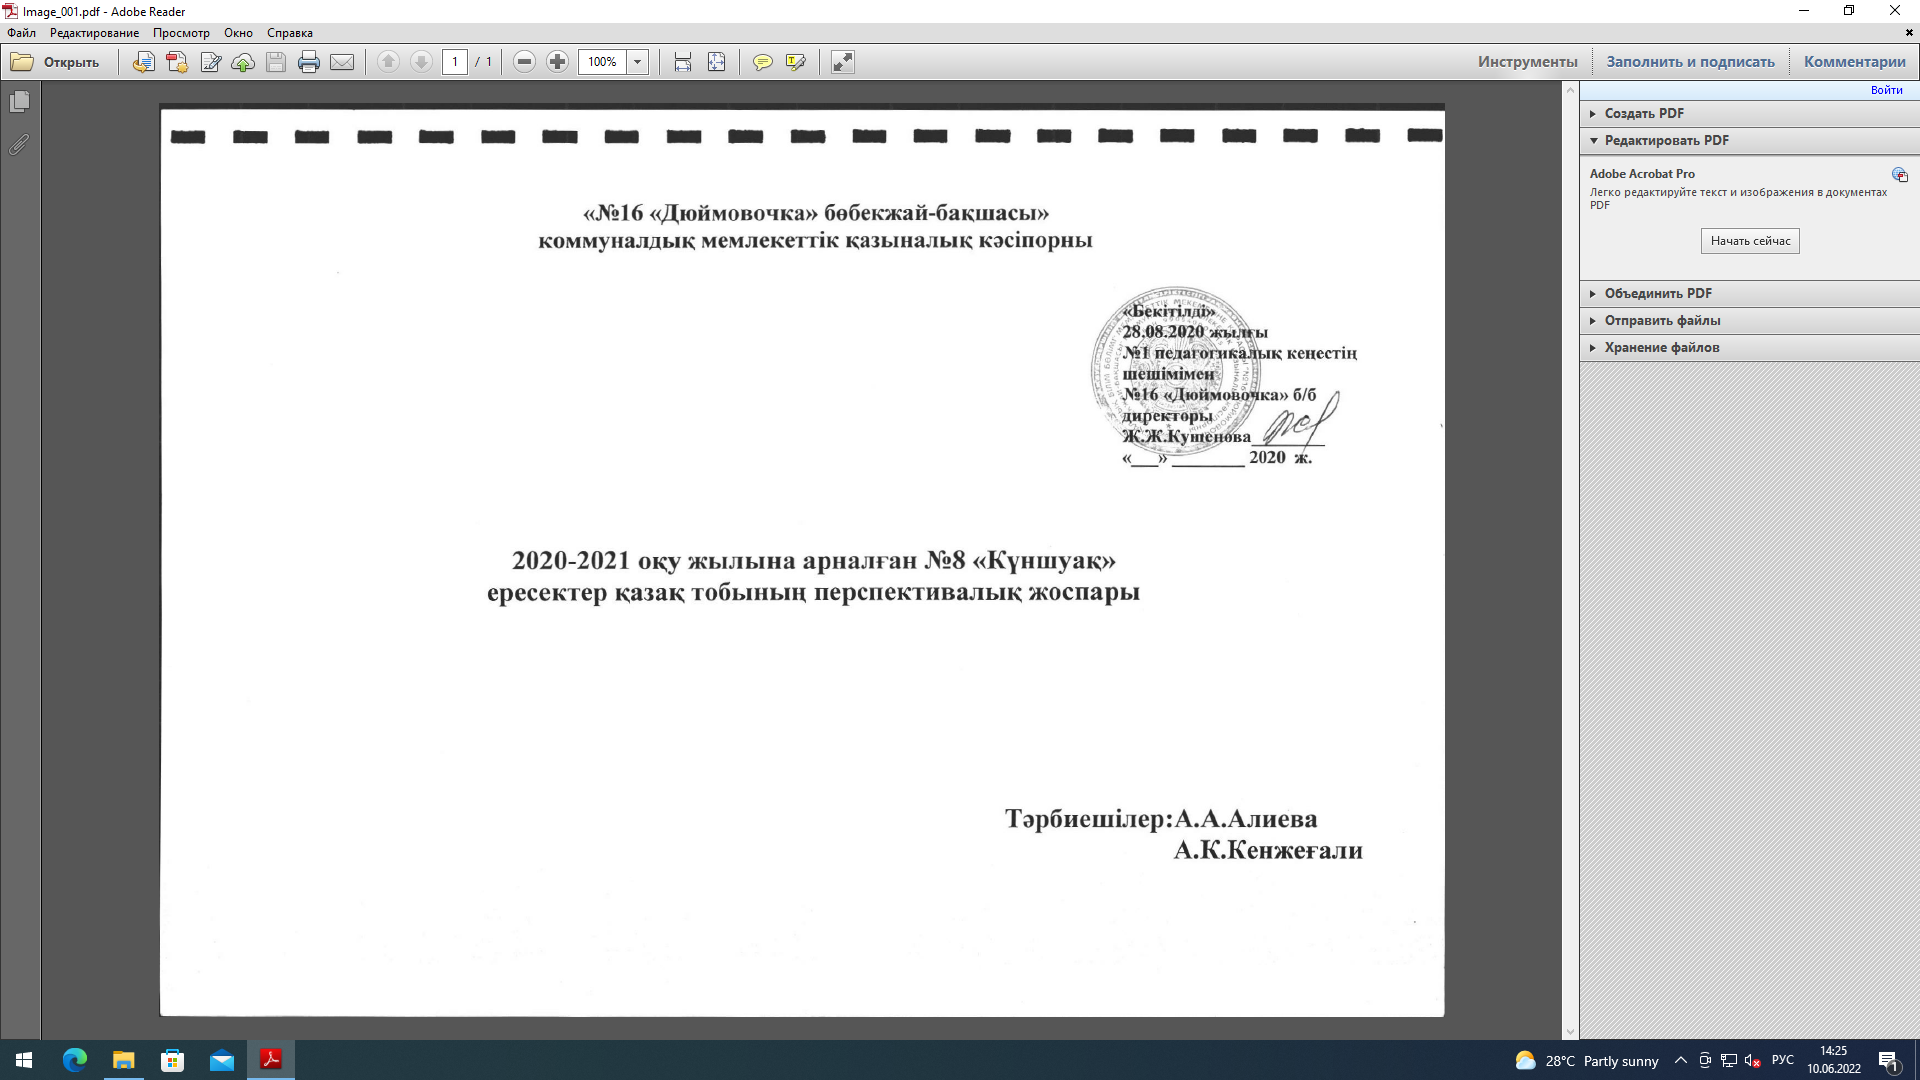 Image_001.pdf - Adobe Reader
Файл Редактирование Просмотр Окно Справка
Открыть 1 / 1 100% Инструменты Заполнить и подписать Комментарии
Войти
Создать PDF
Редактировать PDF
Adobe Acrobat Pro
Легко редактируйте текст и изображения в документах
PDF
Начать сейчас
Объединить PDF
Отправить файлы
Хранение файлов
«№16 «Дюймовочка» бөбекжай-бақшасы»
коммуналдық мемлекеттік қазыналық кәсіпорны
«Бекітілді»
28.08.2020 жылғы
№1 педагогикалық кеңестің
шешімімен
№16 «Дюймовочка» б/б
директоры
Ж.Ж.Кушенова________
«___» ________ 2020 ж.
2020-2021 оқу жылына арналған №8 «Күншуақ»
ересектер қазақ тобының перспективалық жоспары
Тәрбиешілер:А.А.Алиева
А.К.Кенжеғали
28°C Partly sunny РУС 14:25
10.06.2022 1